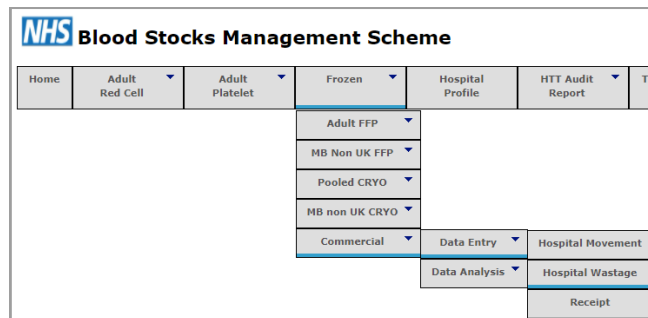 NHS Blood Stocks Management Scheme
Home Adult Adult Frozen Hospital HTT Audit T
Red Cell Platelet Profile Report
Adult FFP
MB Non UK FFP
Pooled CRYO
MB non UK CRYO
Commercial Data Entry Hospital Movement
Data Analysis Hospital Wastage
Receipt